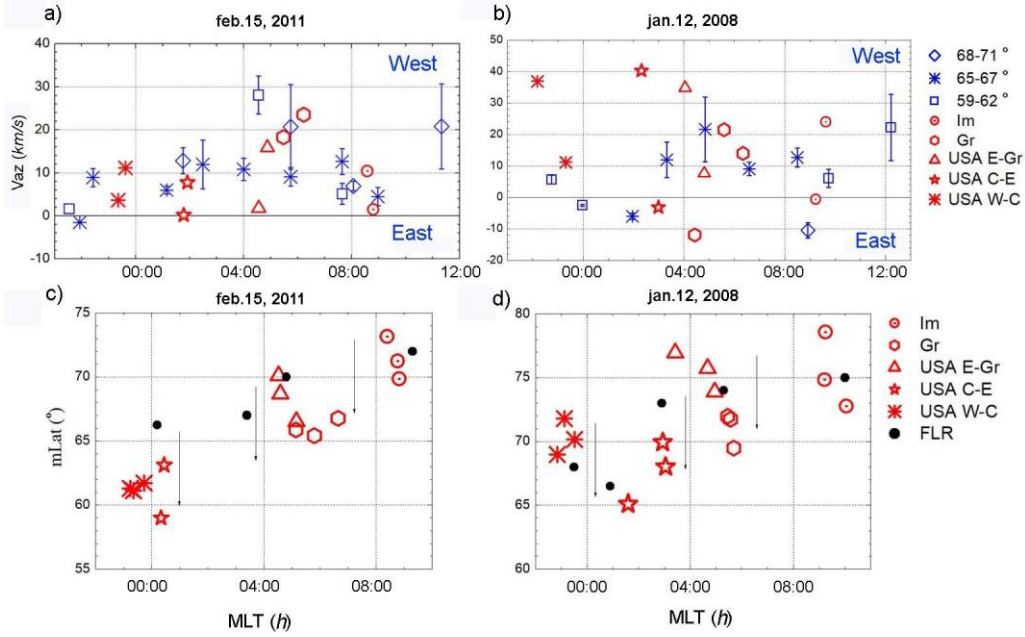 a)
feb.15, 2011
40
30
20
10
0
-10
Vaz (km/s)
West
East
00:00
04:00
08:00
12:00
b)
jan.12, 2008
50
40
30
20
10
0
-10
-20
West
East
00:00
04:00
08:00
12:00
68-71 °
65-67 °
59-62 °
Im
Gr
USA E-Gr
USA C-E
USA W-C
c)
feb.15, 2011
75
70
65
60
55
mLat (°)
00:00
04:00
08:00
MLT (h)
d)
jan.12, 2008
80
75
70
65
60
00:00
04:00
08:00
MLT (h)
Im
Gr
USA E-Gr
USA C-E
USA W-C
FLR